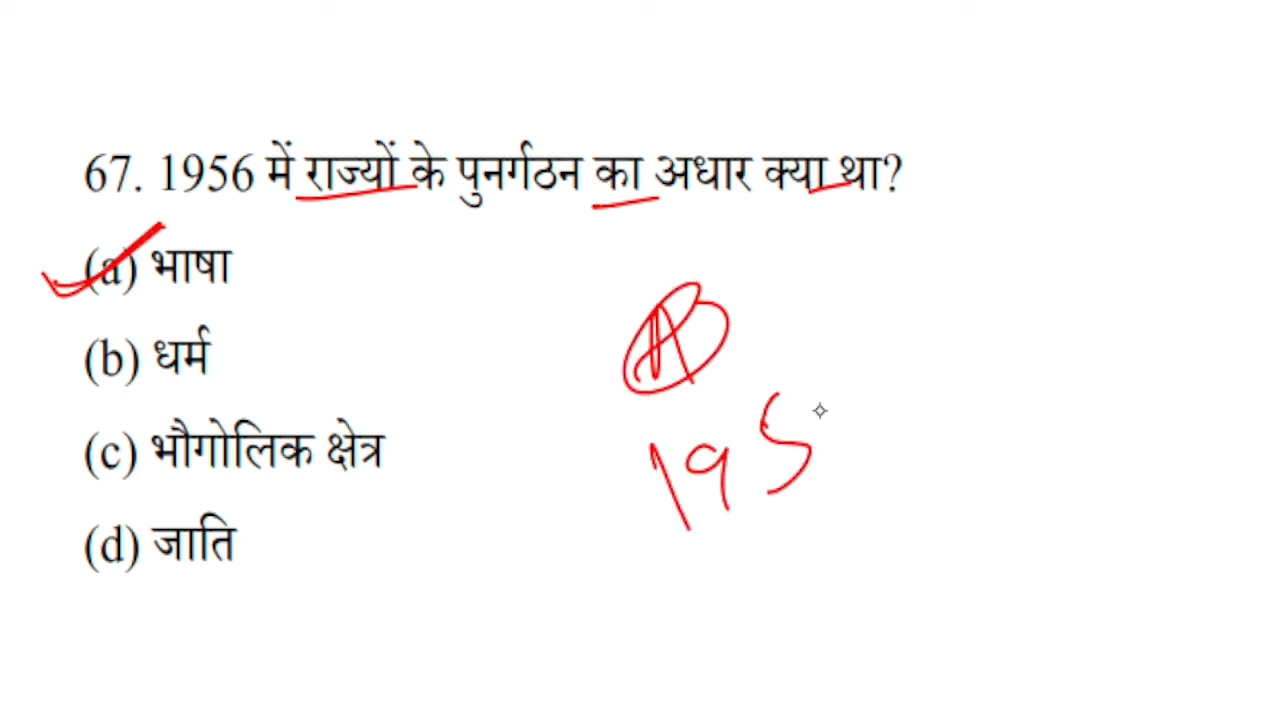 67. 1956 में राज्यों के पुनर्गठन का अधार क्या था?
(a) भाषा
(b) धर्म
(c) भौगोलिक क्षेत्र
(d) जाति
195